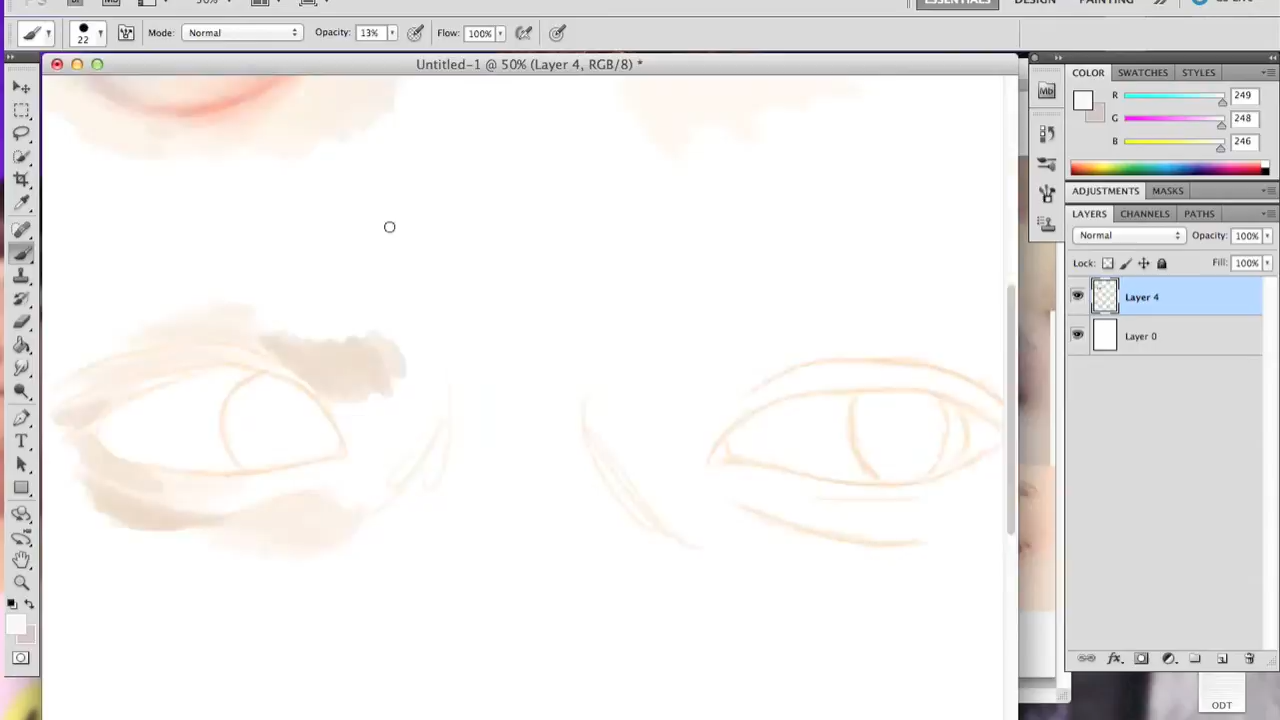 ESSENTIALS DESIGN PAINTING
22 Mode: Normal Opacity: 13% Flow: 100%
Untitled-1 @ 50% (Layer 4, RGB/8) *
COLOR SWATCHES STYLES
Mb
R 249
G 248
B 246
ADJUSTMENTS MASKS
LAYERS CHANNELS PATHS
Normal Opacity: 100%
Lock: Fill: 100%
Layer 4
Layer 0
T
fx
ODT